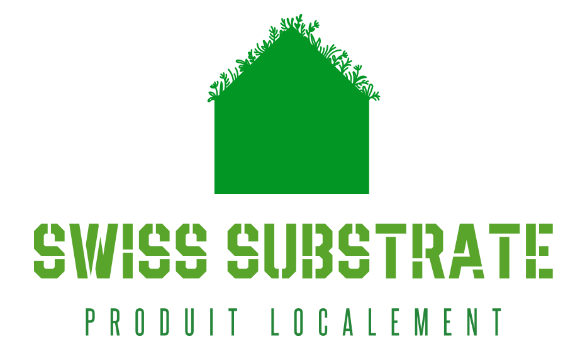 SWISS SUBSTRATE
PRODUIT LOCALEMENT